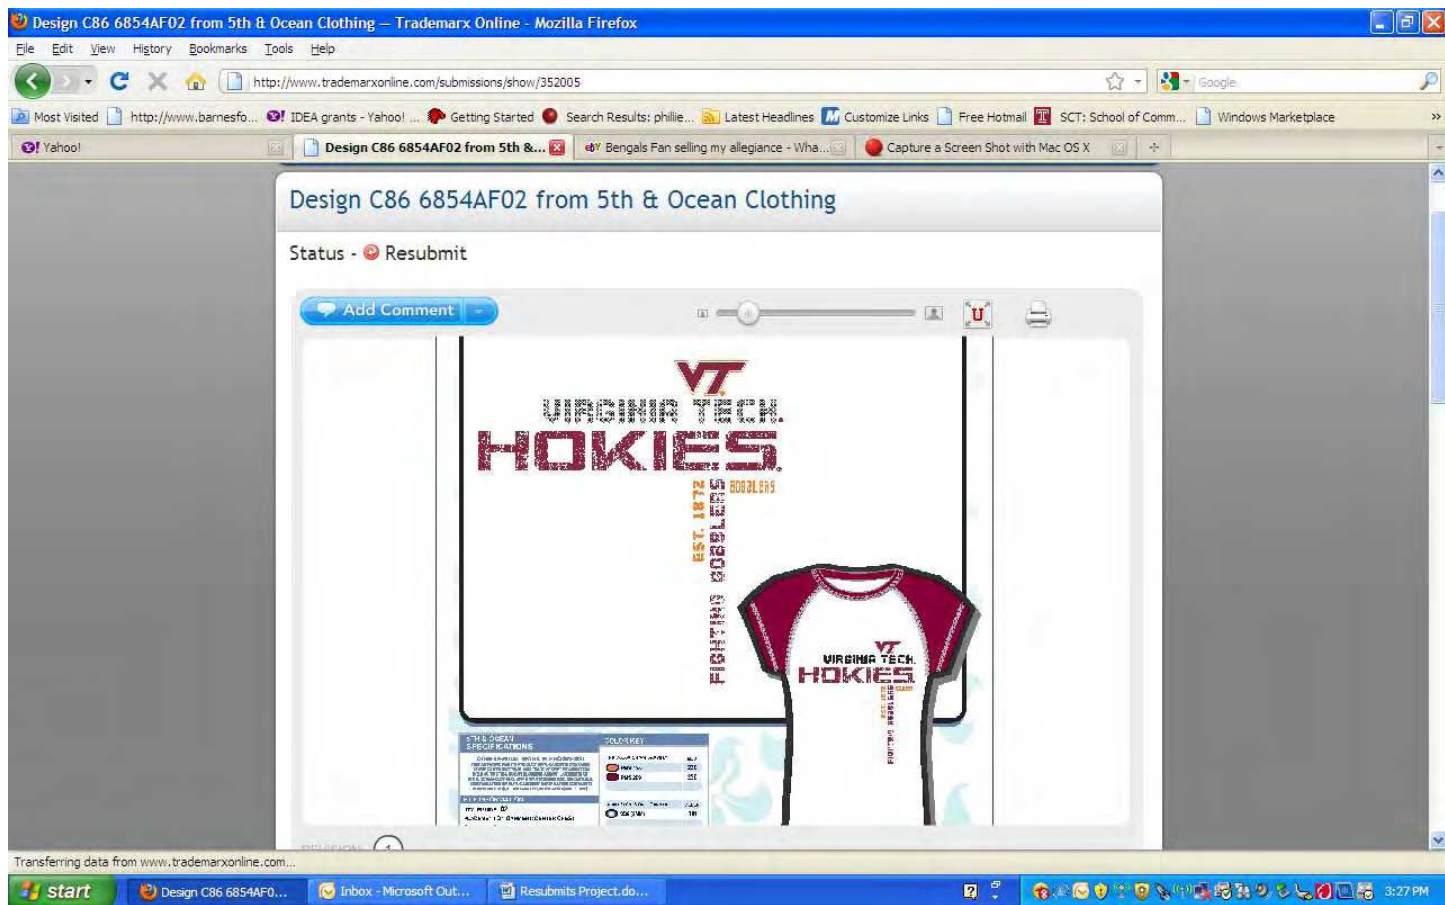 Design C86 6854AF02 from 5th & Ocean Clothing — Trademarx Online - Mozilla Firefox
File Edit View History Bookmarks Tools Help
http://www.trademarxonline.com/submissions/show/352005
Google
Most Visited http://www.barnesfo... IDEA grants - Yahoo! ... Getting Started Search Results: phillie... Latest Headlines Customize Links Free Hotmail SCT: School of Comm... Windows Marketplace »
Yahoo! Design C86 6854AF02 from 5th &... Bengals Fan selling my allegiance - Wha... Capture a Screen Shot with Mac OS X
Design C86 6854AF02 from 5th & Ocean Clothing
Status - Resubmit
Add Comment
U
VT
VIRGINIA TECH.
HOKIES.
EST. 1872
FIGHTING GOBBLERS
GOBBLERS
VT
VIRGINIA TECH.
HOKIES
FIGHTING GOBBLERS
5TH & OCEAN
SPECIFICATIONS
COLOR KEY
REVISION 1
Transferring data from www.trademarxonline.com...
start Design C86 6854AF0... Inbox - Microsoft Out... Resubmits Project.do... 3:27 PM